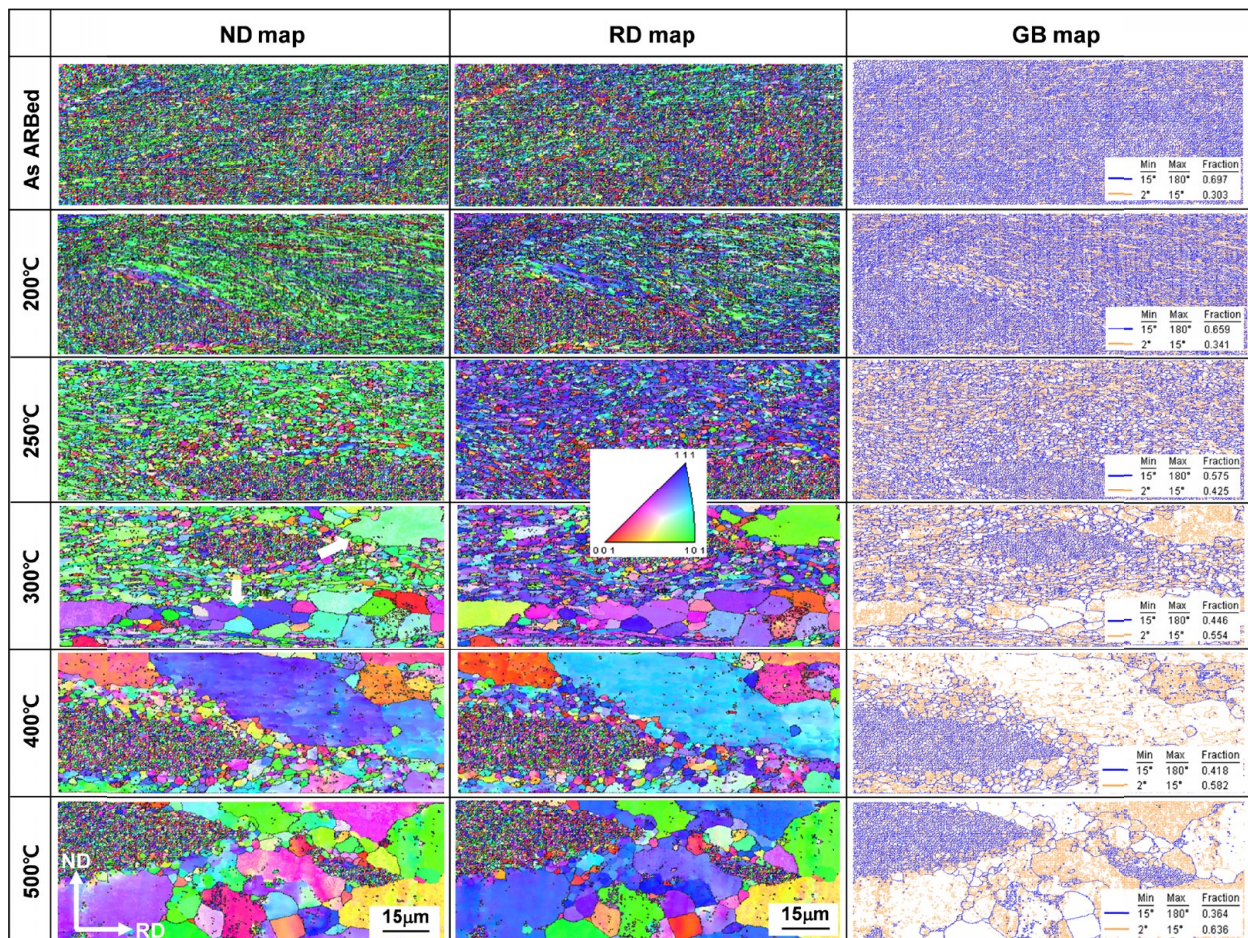 ND map
RD map
GB map
As ARBed
Min Max Fraction
15° 180° 0.697
2° 15° 0.303
200°C
Min Max Fraction
15° 180° 0.659
2° 15° 0.341
250°C
111
001
101
Min Max Fraction
15° 180° 0.575
2° 15° 0.425
300°C
Min Max Fraction
15° 180° 0.446
2° 15° 0.554
400°C
Min Max Fraction
15° 180° 0.418
2° 15° 0.582
500°C
ND
RD
15μm
15μm
Min Max Fraction
15° 180° 0.364
2° 15° 0.636